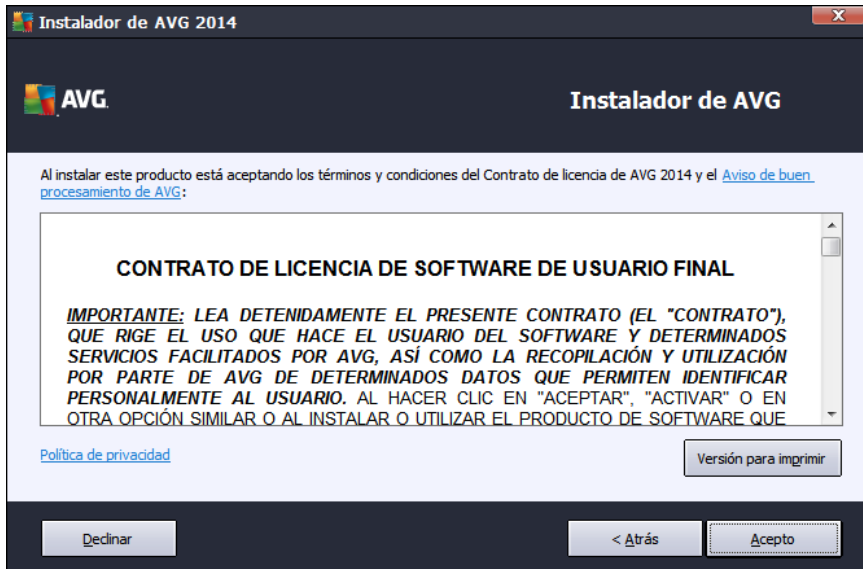 Instalador de AVG 2014
X
AVG.
Instalador de AVG
Al instalar este producto está aceptando los términos y condiciones del Contrato de licencia de AVG 2014 y el Aviso de buen
procesamiento de AVG:
CONTRATO DE LICENCIA DE SOFTWARE DE USUARIO FINAL
IMPORTANTE: LEA DETENIDAMENTE EL PRESENTE CONTRATO (EL "CONTRATO"),
QUE RIGE EL USO QUE HACE EL USUARIO DEL SOFTWARE Y DETERMINADOS
SERVICIOS FACILITADOS POR AVG, ASÍ COMO LA RECOPILACIÓN Y UTILIZACIÓN
POR PARTE DE AVG DE DETERMINADOS DATOS QUE PERMITEN IDENTIFICAR
PERSONALMENTE AL USUARIO. AL HACER CLIC EN "ACEPTAR", "ACTIVAR" O EN
OTRA OPCIÓN SIMILAR O AL INSTALAR O UTILIZAR EL PRODUCTO DE SOFTWARE QUE
Política de privacidad
Versión para imprimir
Declinar
< Atrás
Acepto